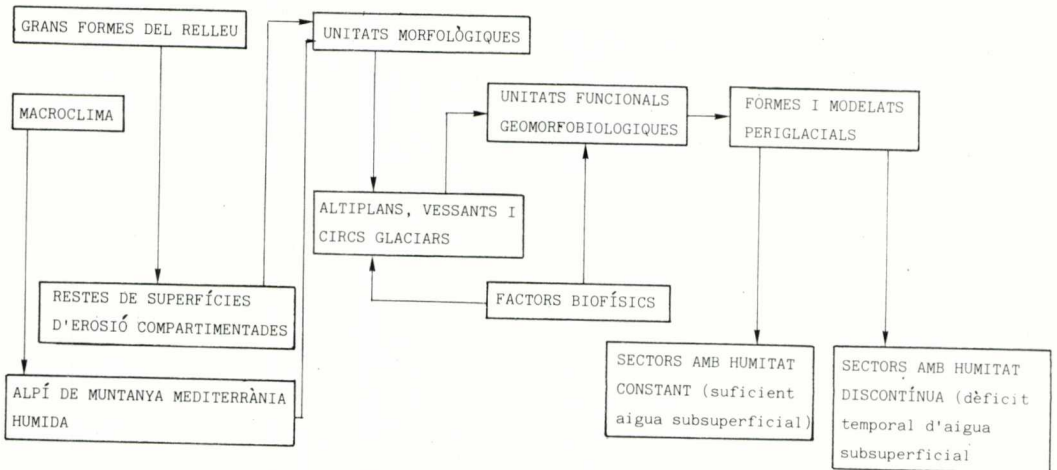 GRANS FORMES DEL RELLEU
UNITATS MORFOLÒGIQUES
MACROCLIMA
UNITATS FUNCIONALS
GEOMORFOBIOLOGIQUES
FORMES I MODELATS
PERIGLACIALS
ALTIPLANS, VESSANTS I
CIRCS GLACIARS
RESTES DE SUPERFÍCIES
D'EROSIÓ COMPARTIMENTADES
FACTORS BIOFÍSICS
ALPÍ DE MUNTANYA MEDITERRÀNIA
HUMIDA
SECTORS AMB HUMITAT
CONSTANT (suficient
aigua subsuperficial)
SECTORS AMB HUMITAT
DISCONTÍNUA (dèficit
temporal d'aigua
subsuperficial